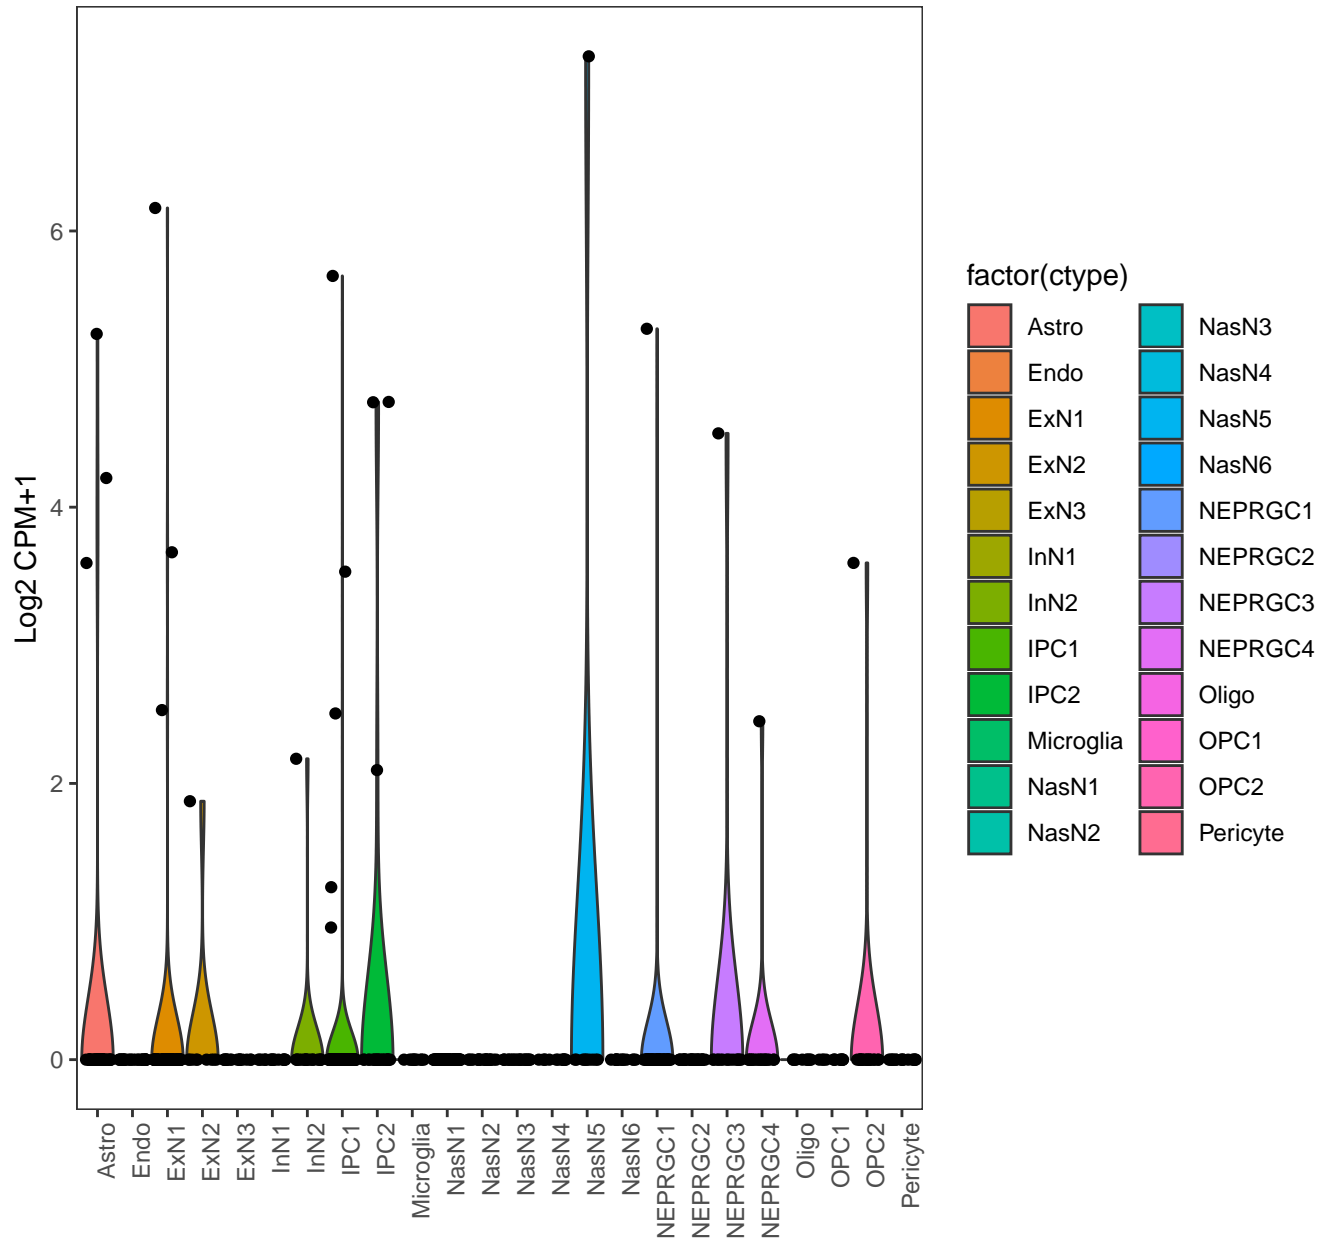 Log2 CPM+1
6
4
2
0
Astro
Endo
ExN1
ExN2
ExN3
InN1
InN2
IPC1
IPC2
Microglia
NasN1
NasN2
NasN3
NasN4
NasN5
NasN6
NEPRGC1
NEPRGC2
NEPRGC3
NEPRGC4
Oligo
OPC1
OPC2
Pericyte
factor(ctype)
Astro
Endo
ExN1
ExN2
ExN3
InN1
InN2
IPC1
IPC2
Microglia
NasN1
NasN2
NasN3
NasN4
NasN5
NasN6
NEPRGC1
NEPRGC2
NEPRGC3
NEPRGC4
Oligo
OPC1
OPC2
Pericyte